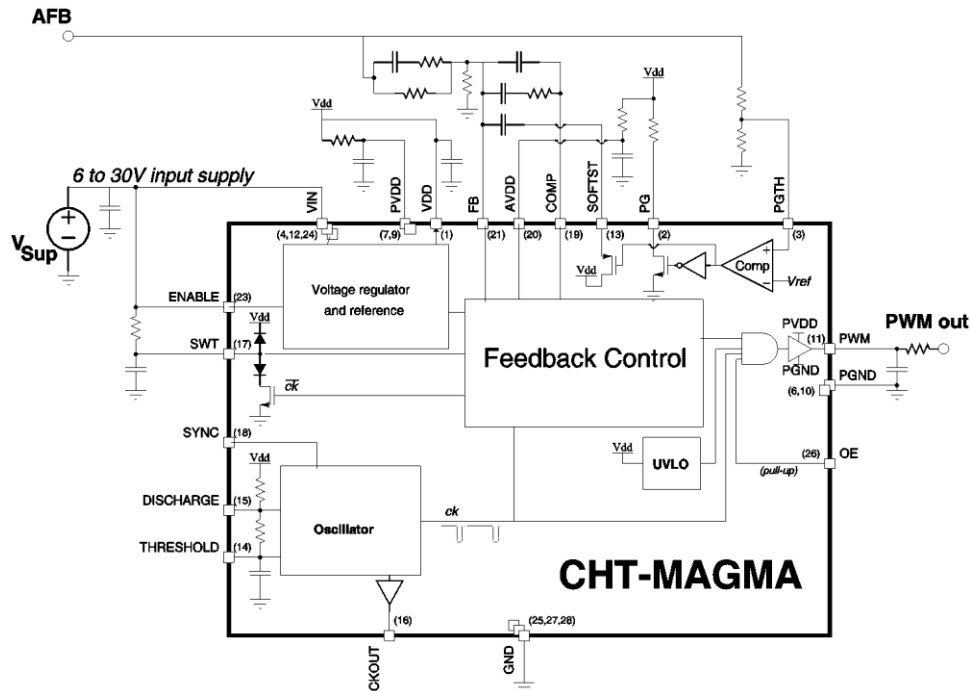 AFB
Vdd
Vdd
6 to 30V input supply
VSup
VIN
PVDD
VDD
FB
AVDD
COMP
SOFTST
PG
PGTH
(4,12,24)
(7,9)
(1)
(21)
(20)
(19)
(13)
(2)
(3)
Voltage regulator
and reference
Vdd
Comp
+
−
Vref
ENABLE
(23)
SWT
(17)
Vdd
ck
Feedback Control
PVDD
PGND
(11)
PWM
PWM out
PGND
(6,10)
SYNC
(18)
Vdd
UVLO
(26)
OE
(pull-up)
Vdd
DISCHARGE
(15)
THRESHOLD
(14)
Oscillator
ck
CHT-MAGMA
(16)
CKOUT
(25,27,28)
GND